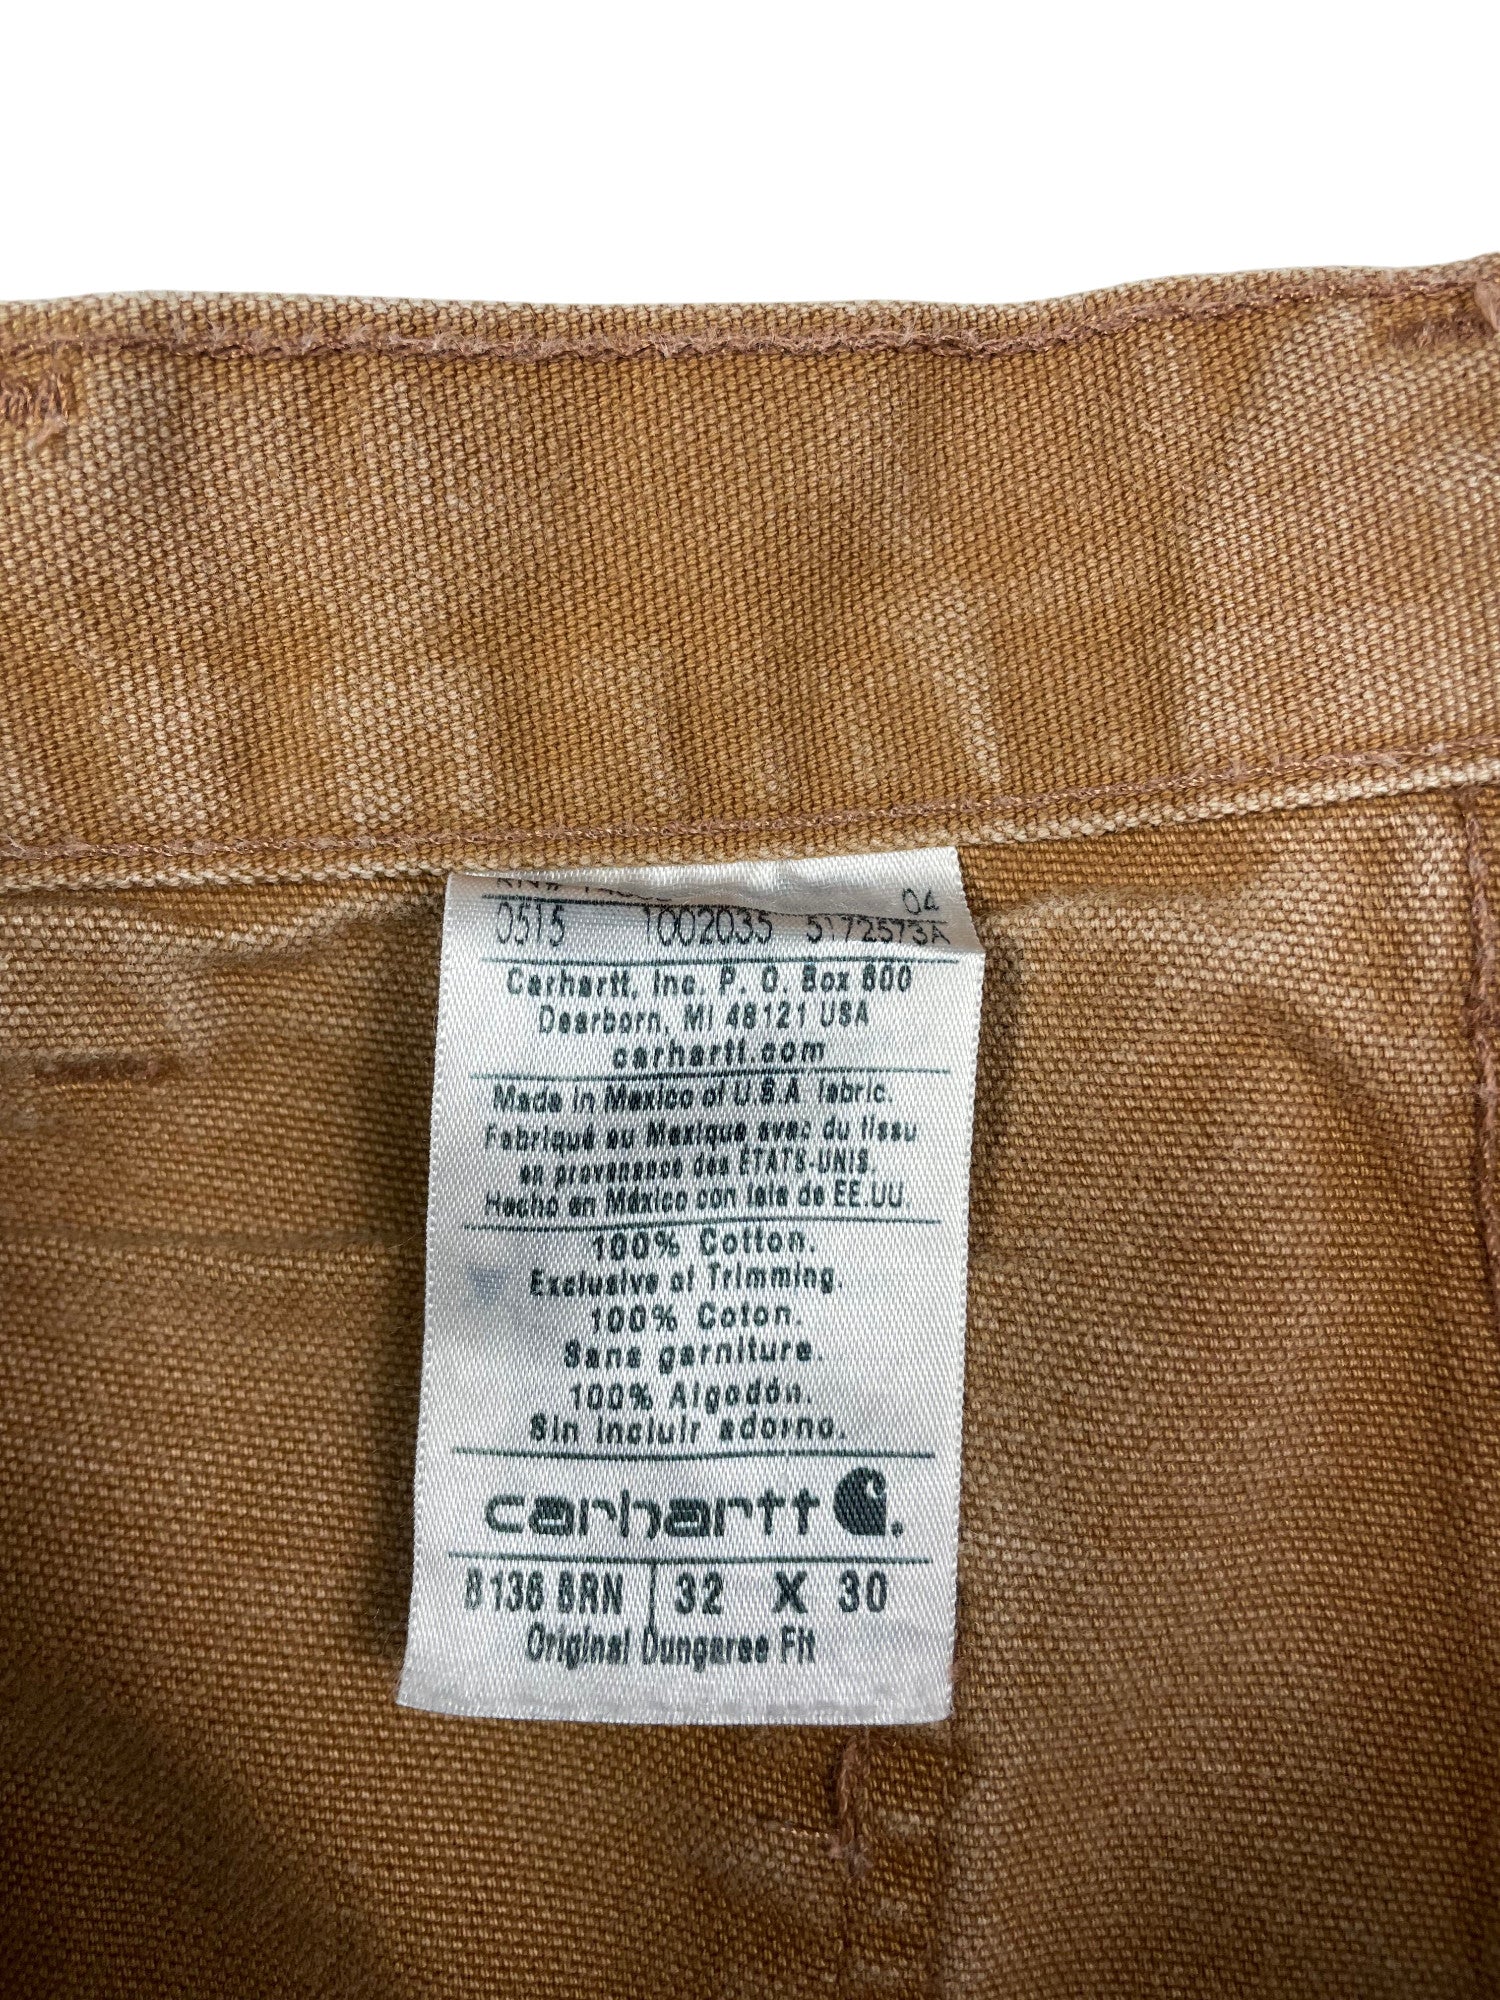 04
0515 1002035 5172573A
Carhartt, Inc. P. O. Box 600
Dearborn, MI 48121 USA
carhartt.com
Made in Mexico of U.S.A fabric.
Fabriqué au Mexique avec du tissu
en provenance des ÉTATS-UNIS.
Hecho en México con tela de EE.UU
100% Cotton.
Exclusive of Trimming.
100% Coton.
Sans garniture.
100% Algodón.
Sin incluir adorno.
carhartt
B136 BRN 32 X 30
Original Dungaree Fit